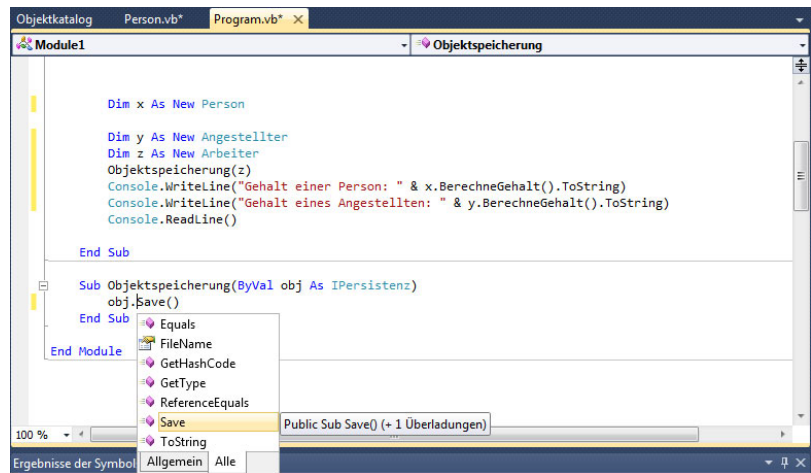 Objektkatalog Person.vb* Program.vb* ×
Module1 Objektspeicherung
Dim x As New Person
Dim y As New Angestellter
Dim z As New Arbeiter
Objektspeicherung(z)
Console.WriteLine("Gehalt einer Person: " & x.BerechneGehalt().ToString)
Console.WriteLine("Gehalt eines Angestellten: " & y.BerechneGehalt().ToString)
Console.ReadLine()
End Sub
Sub Objektspeicherung(ByVal obj As IPersistenz)
obj.Save()
End Sub
Equals
FileName
End Module
GetHashCode
GetType
ReferenceEquals
Save Public Sub Save() (+ 1 Überladungen)
100 % ToString
Ergebnisse der Symbol Allgemein Alle